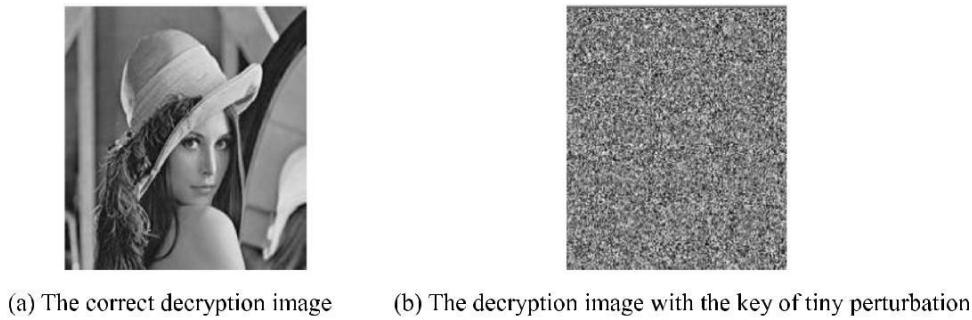 (a) The correct decryption image
(b) The decryption image with the key of tiny perturbation